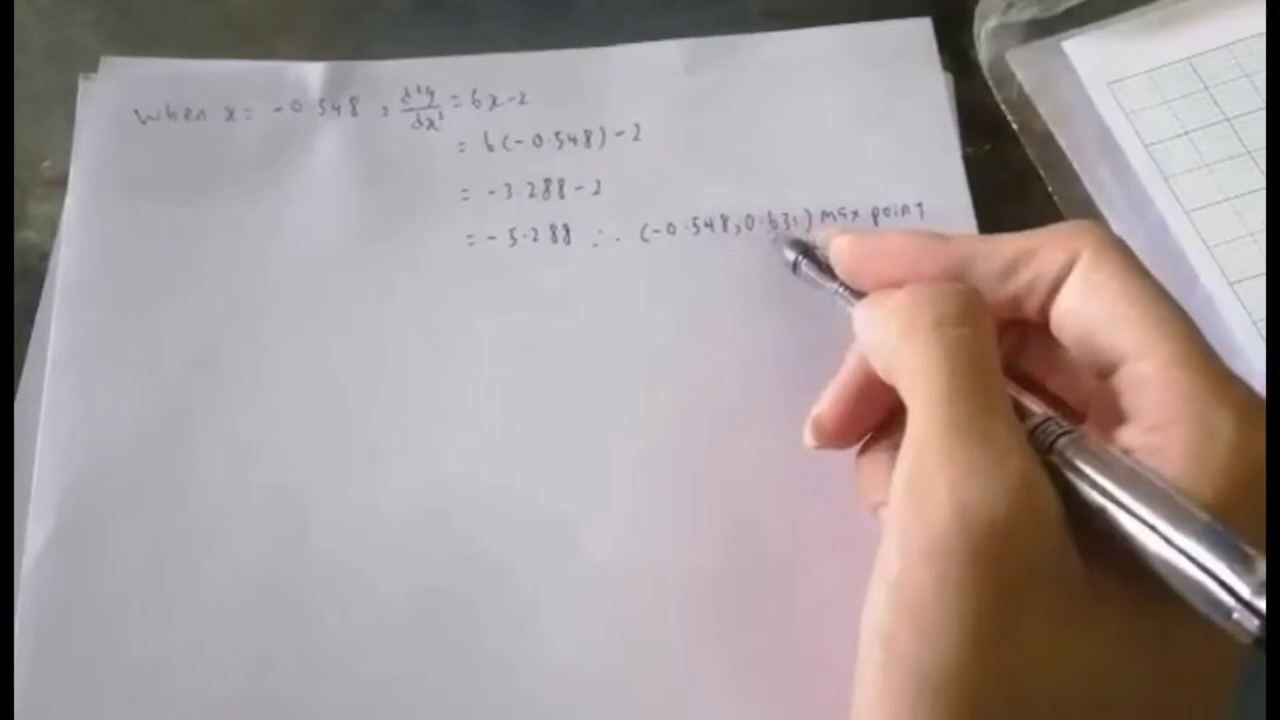 When x = -0.548 , d²y/dx² = 6x-2
= 6(-0.548)-2
= -3.288-2
= -5.288 ∴ (-0.548,0.631) max point